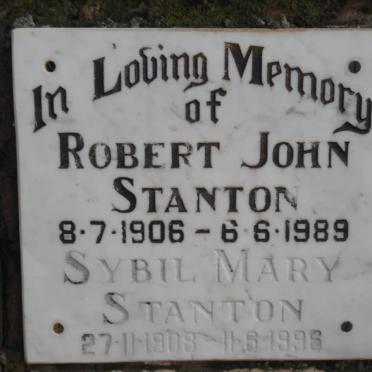 In Loving Memory
of
ROBERT JOHN
STANTON
8·7·1906 – 6·6·1989
SYBIL MARY
STANTON
27·11·1908 – 11·6·1996